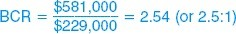 BCR = $581,000 / $229,000 = 2.54 (or 2.5:1)